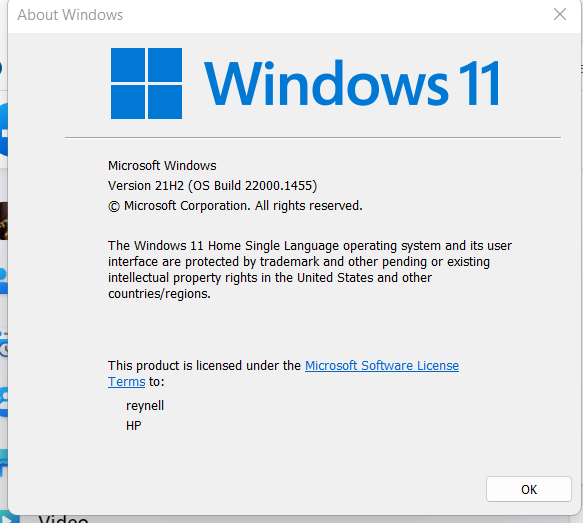 About Windows
Windows 11
Microsoft Windows
Version 21H2 (OS Build 22000.1455)
© Microsoft Corporation. All rights reserved.
The Windows 11 Home Single Language operating system and its user
interface are protected by trademark and other pending or existing
intellectual property rights in the United States and other
countries/regions.
This product is licensed under the Microsoft Software License
Terms to:
reynell
HP
OK
Video